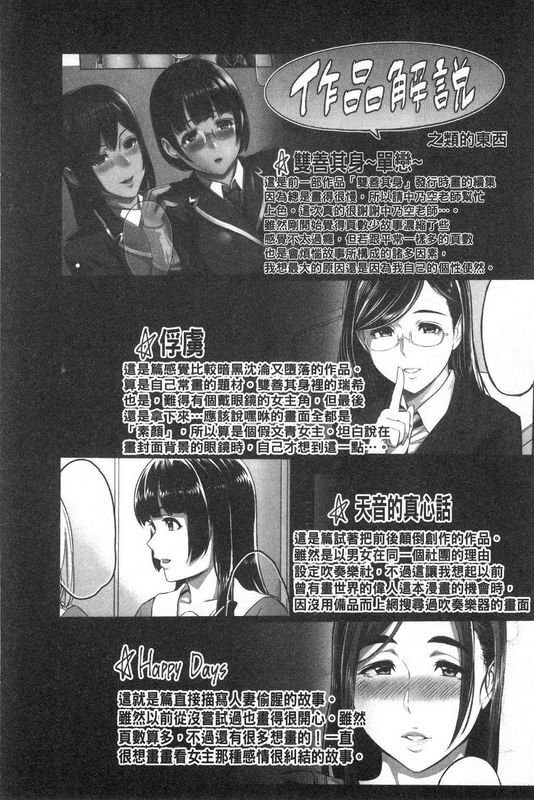 作品解說
之類的東西
☆雙善其身~單戀~
這是前一部作品「雙善其身」發行時畫的續集
因為總是畫得很慢，所以請中乃空老師幫忙
上色。這次真的很謝謝中乃空老師…。
雖然剛開始覺得頁數少故事濃縮了些
感覺不太過癮，但若跟平常一樣多的頁數
也是會煩惱故事所構成的諸多因素，
我想最大的原因還是因為我自己的個性使然。
☆俘虜
這是篇感覺比較暗黑沈淪又墮落的作品。
算是自己常畫的題材。雙善其身裡的瑞希
也是，難得有個戴眼鏡的女主角，但最後
還是拿下來…應該說嘿咻的畫面全都是
「素顏」，所以算是個假文青女主。坦白說在
畫封面背景的眼鏡時，自己才想到這一點…。
☆天音的真心話
這是篇試著把前後顛倒創作的作品。
雖然是以男女在同一個社團的理由
設定吹奏樂社，不過這讓我想起以前
曾有畫世界的偉人這本漫畫的機會時，
因沒用備品而上網搜尋過吹奏樂器的畫面
☆Happy Days
這就是篇直接描寫人妻偷腥的故事。
雖然以前從沒嘗試過也畫得很開心。雖然
頁數算多，不過還有很多想畫的！一直
很想畫畫看女主那種感情很糾結的故事。